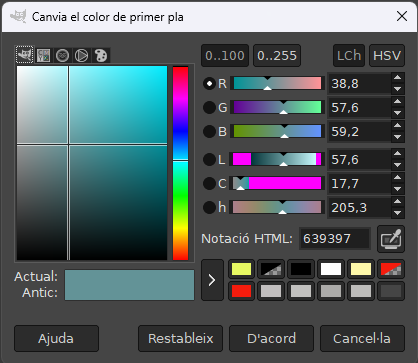 Canvia el color de primer pla
0..100 0..255 LCh HSV
R 38,8
G 57,6
B 59,2
L 57,6
C 17,7
h 205,3
Notació HTML: 639397
Actual:
Antic:
Ajuda Restableix D'acord Cancel·la